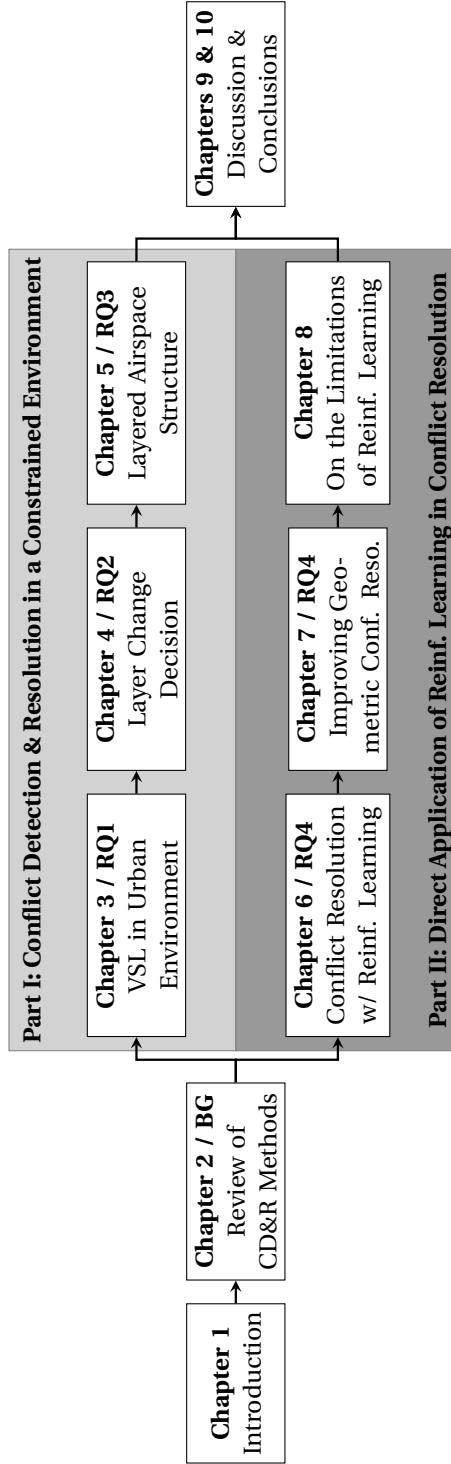 Chapter 1
Introduction
Chapter 2 / BG
Review of
CD&R Methods
Part I: Conflict Detection & Resolution in a Constrained Environment
Chapter 3 / RQ1
VSL in Urban
Environment
Chapter 4 / RQ2
Layer Change
Decision
Chapter 5 / RQ3
Layered Airspace
Structure
Chapter 6 / RQ4
Conflict Resolution
w/ Reinf. Learning
Chapter 7 / RQ4
Improving Geo-
metric Conf. Reso.
Chapter 8
On the Limitations
of Reinf. Learning
Part II: Direct Application of Reinf. Learning in Conflict Resolution
Chapters 9 & 10
Discussion &
Conclusions